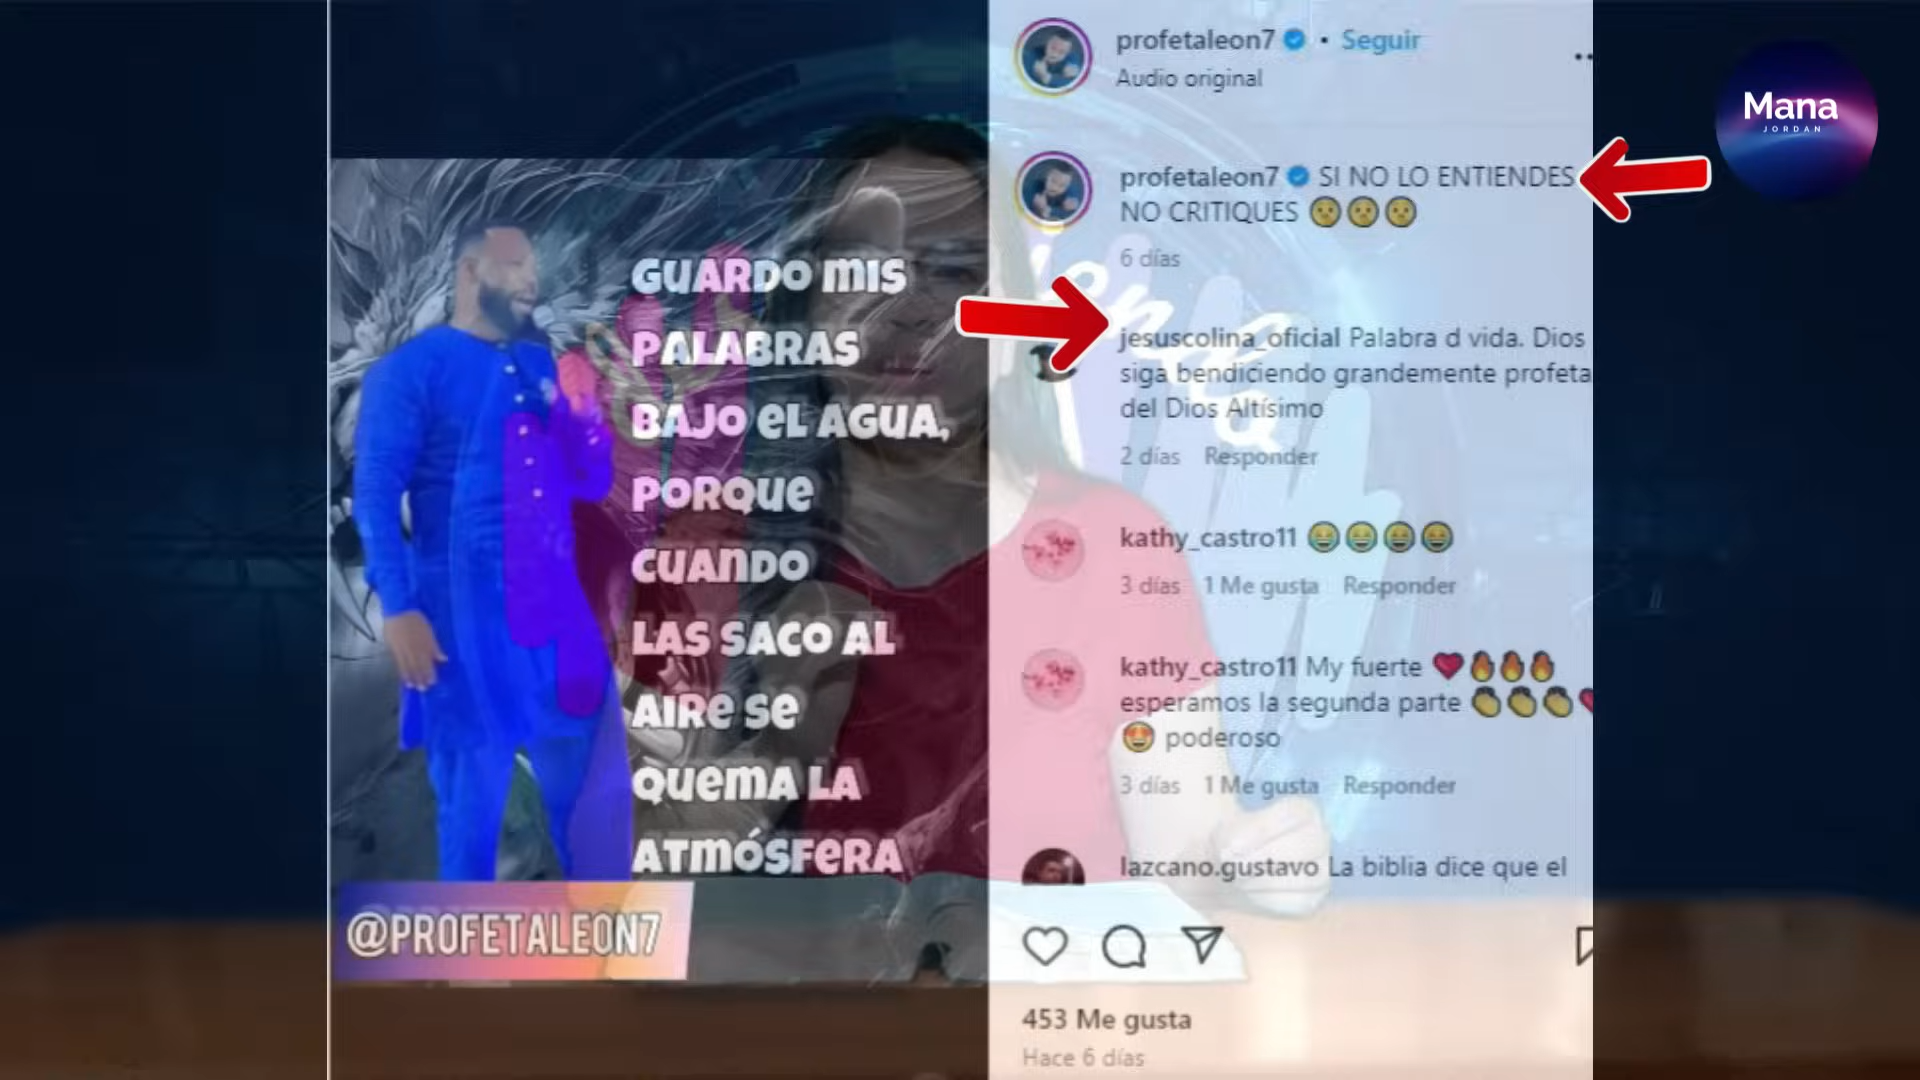 GUARDO MIS
PALABRAS
BAJO EL AGUA,
PORQUE
CUANDO
LAS SACO AL
AIRE SE
QUEMA LA
ATMÓSFERA
@PROFETALEON7
profetaleon7 • Seguir
Audio original
profetaleon7 SI NO LO ENTIENDES
NO CRITIQUES 😗😗😗
6 días
jesuscolina_oficial Palabra d vida. Dios
siga bendiciendo grandemente profeta
del Dios Altísimo
2 días Responder
kathy_castro11 😂😂😂😂
3 días 1 Me gusta Responder
kathy_castro11 My fuerte ❤️🔥🔥🔥
esperamos la segunda parte 👏👏👏
😍 poderoso
3 días 1 Me gusta Responder
lazcano.gustavo La biblia dice que el
453 Me gusta
Hace 6 días
Mana
JORDAN